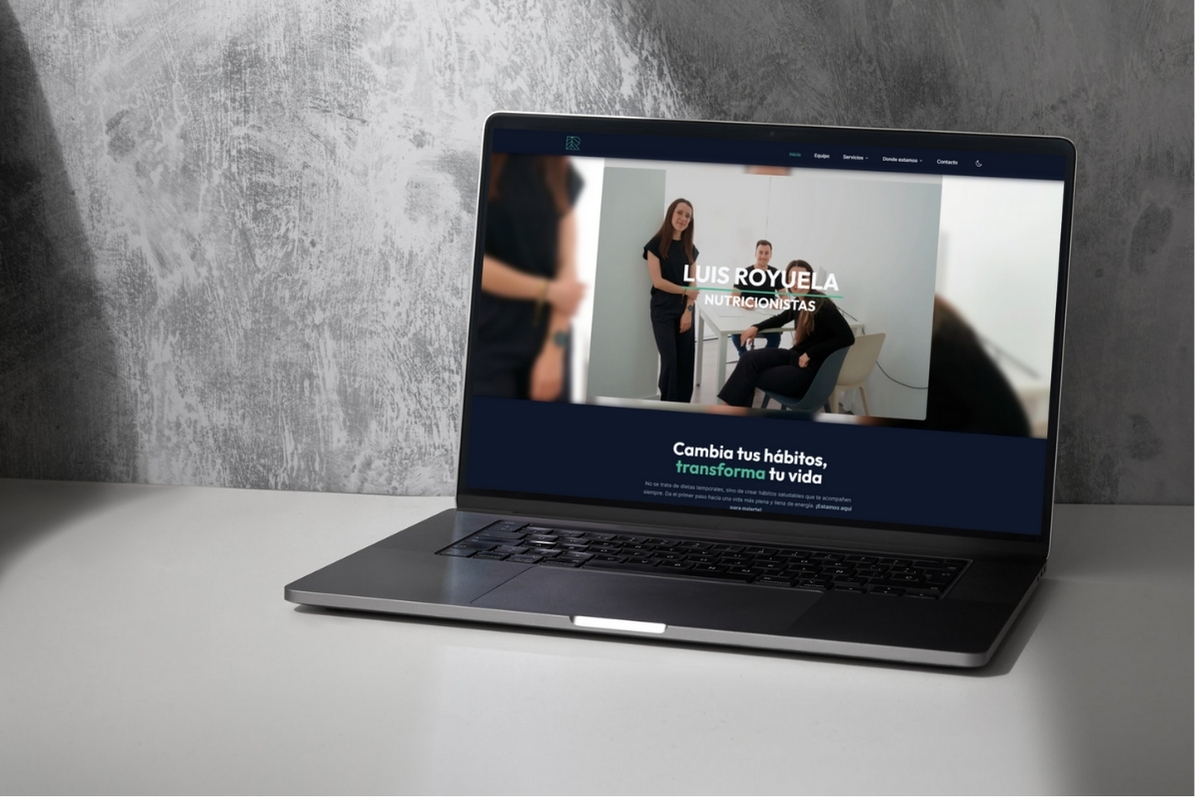 Inicio Equipo Servicios Donde estamos Contacto
LUIS ROYUELA
NUTRICIONISTAS
Cambia tus hábitos,
transforma tu vida
No se trata de dietas temporales, sino de crear hábitos saludables que te acompañen
siempre. Da el primer paso hacia una vida más plena y llena de energía. ¡Estamos aquí
para guiarte!